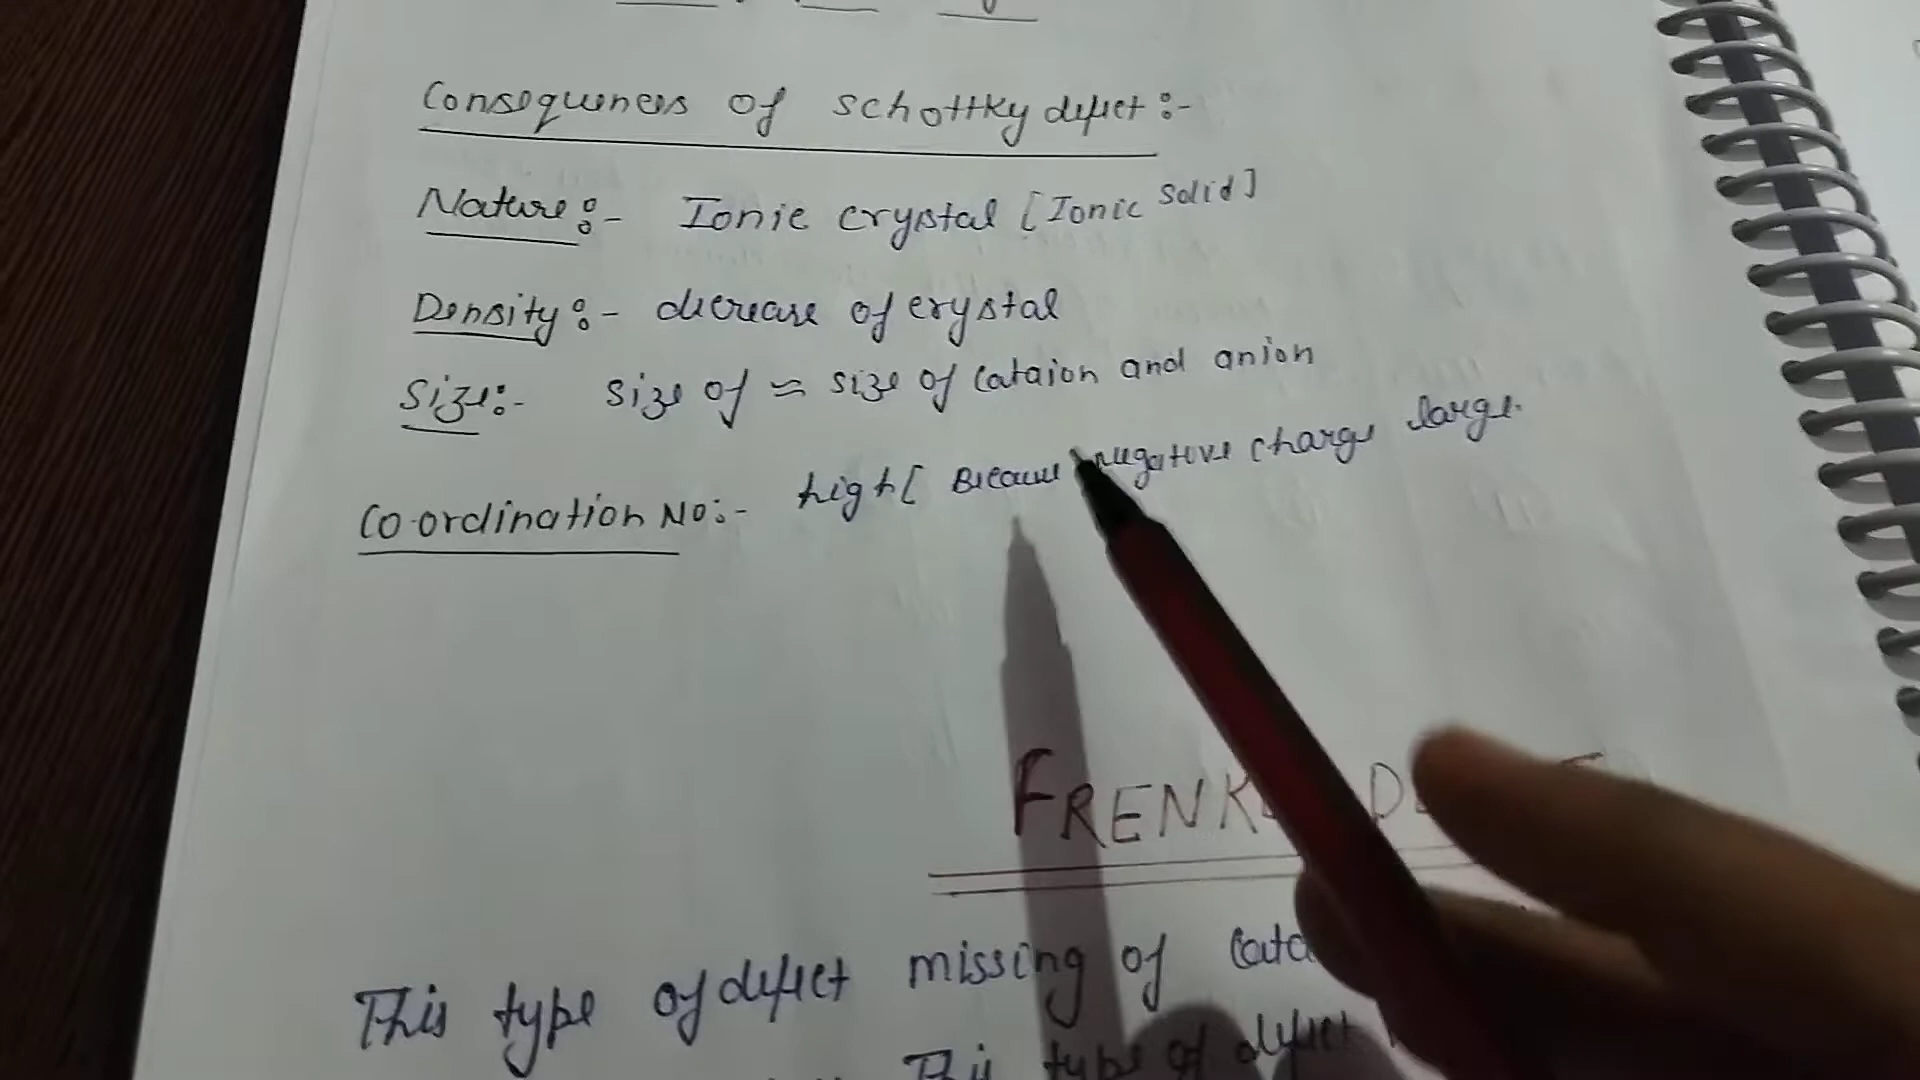 Consequences of schottky defect :-
Nature :- Ionic crystal [Ionic solid]
Density :- decrease of crystal
Size :- size of ≈ size of cataion and anion
Co-ordination No :- high [ Because negative charge large.
FRENK
This type of defect missing of
This type of defect